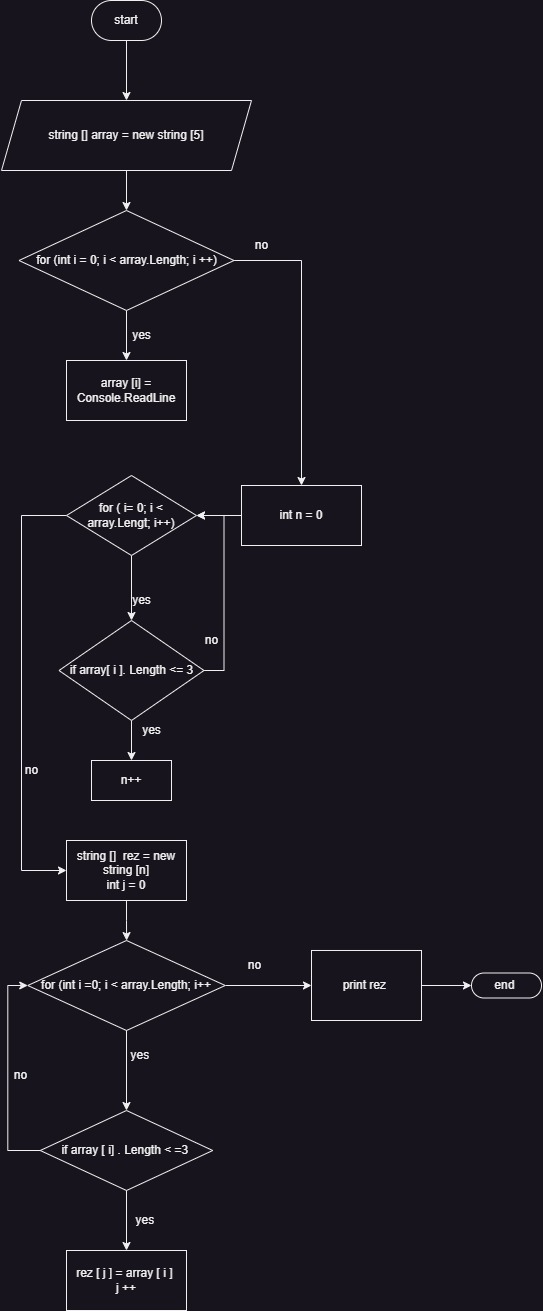 start
string [] array = new string [5]
for (int i = 0; i < array.Length; i ++)
no
yes
array [i] =
Console.ReadLine
for ( i= 0; i <
array.Lengt; i++)
int n = 0
yes
no
if array[ i ]. Length <= 3
yes
no
n++
string []  rez = new
string [n]
int j = 0
for (int i =0; i < array.Length; i++
no
print rez
end
yes
no
if array [ i] . Length < =3
yes
rez [ j ] = array [ i ]
j ++